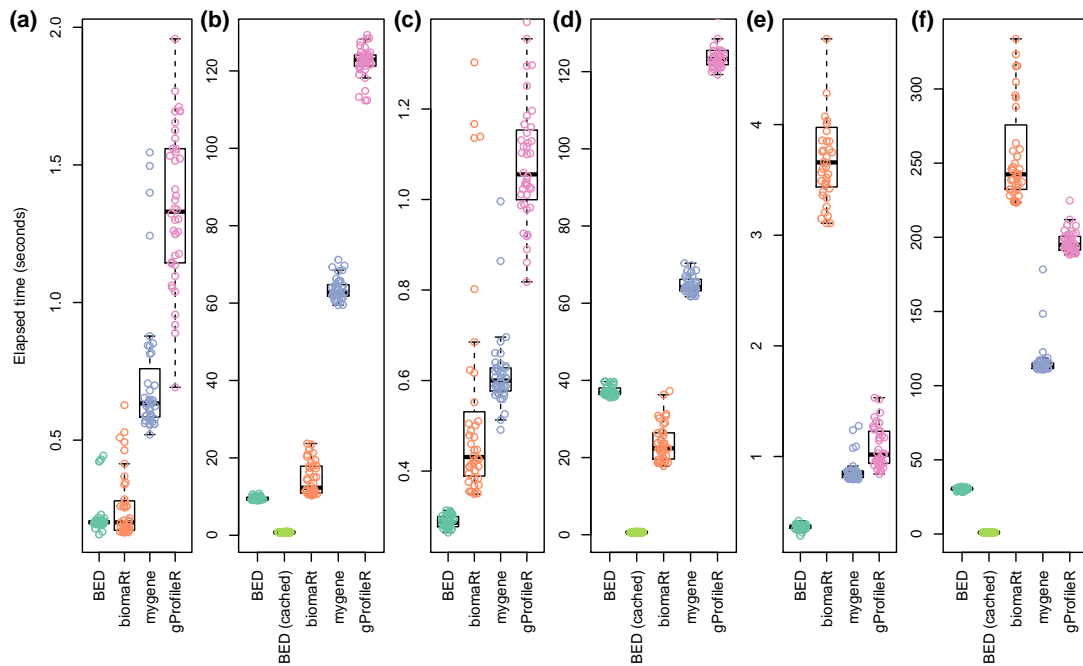 (a) (b) (c) (d) (e) (f)
Elapsed time (seconds)
2.0
1.5
1.0
0.5
BED
biomaRt
mygene
gProfileR
120
100
80
60
40
20
0
BED
BED (cached)
biomaRt
mygene
gProfileR
1.2
1.0
0.8
0.6
0.4
BED
biomaRt
mygene
gProfileR
120
100
80
60
40
20
0
BED
BED (cached)
biomaRt
mygene
gProfileR
4
3
2
1
BED
biomaRt
mygene
gProfileR
300
250
200
150
100
50
0
BED
BED (cached)
biomaRt
mygene
gProfileR